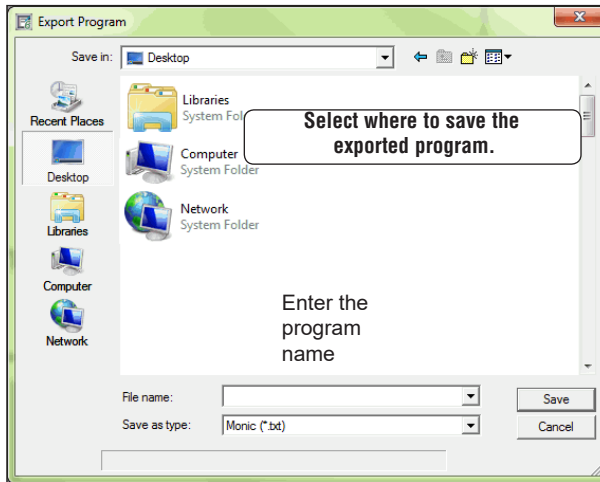 Export Program
x
Save in:
Desktop
Recent Places
Desktop
Libraries
Computer
Network
Libraries
System Fol
Select where to save the
exported program.
Computer
System Folder
Network
System Folder
Enter the
program
name
File name:
Save
Save as type:
Monic (*.txt)
Cancel